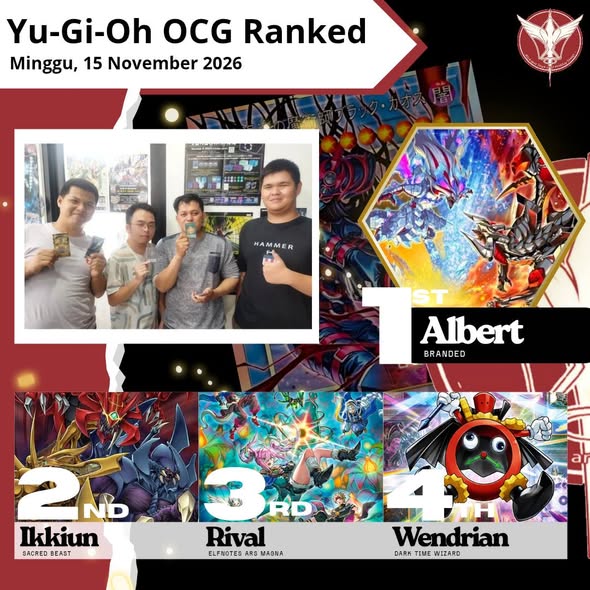 Yu-Gi-Oh OCG Ranked
Minggu, 15 November 2026
HAMMER
1ST
Albert
BRANDED
2ND
Ikkiun
SACRED BEAST
3RD
Rival
ELFNOTES ARS MAGNA
4TH
Wendrian
DARK TIME WIZARD